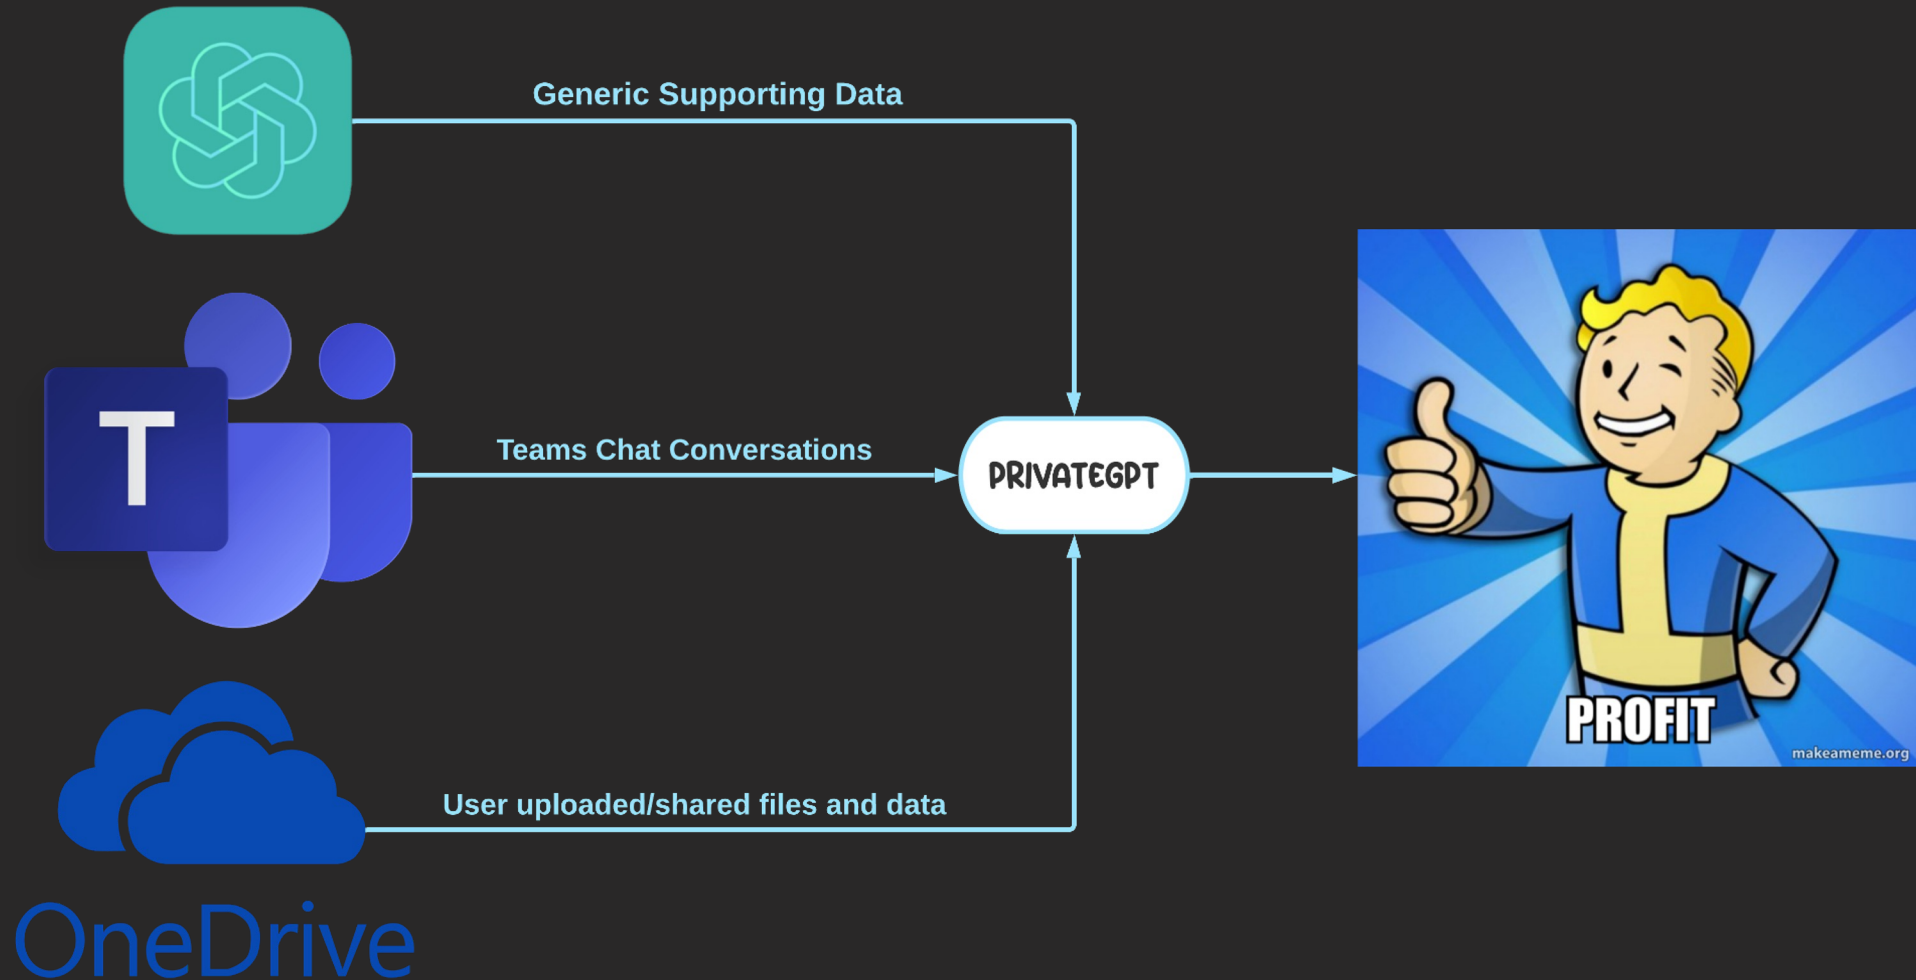 Generic Supporting Data
T
Teams Chat Conversations
PRIVATEGPT
PROFIT
makeameme.org
User uploaded/shared files and data
OneDrive